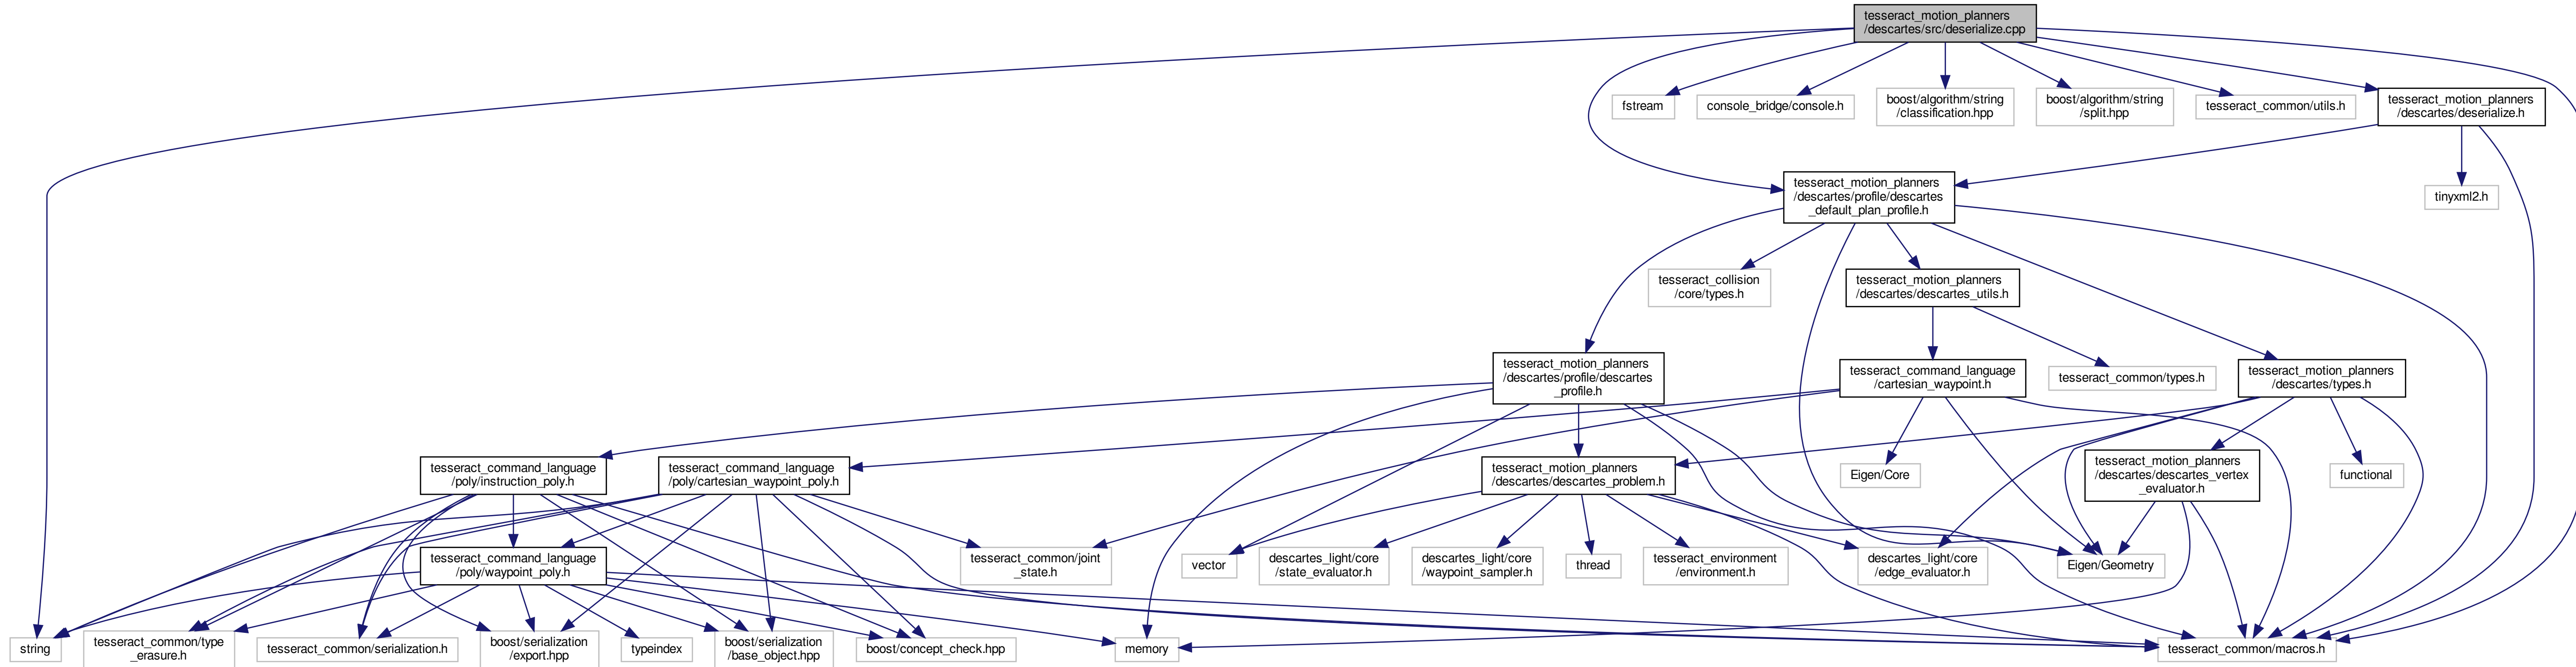 tesseract_motion_planners
/descartes/src/deserialize.cpp
fstream
console_bridge/console.h
boost/algorithm/string
/classification.hpp
boost/algorithm/string
/split.hpp
tesseract_common/utils.h
tesseract_motion_planners
/descartes/deserialize.h
tesseract_motion_planners
/descartes/profile/descartes
_default_plan_profile.h
tinyxml2.h
tesseract_collision
/core/types.h
tesseract_motion_planners
/descartes/descartes_utils.h
tesseract_motion_planners
/descartes/profile/descartes
_profile.h
tesseract_command_language
/cartesian_waypoint.h
tesseract_common/types.h
tesseract_motion_planners
/descartes/types.h
tesseract_command_language
/poly/instruction_poly.h
tesseract_command_language
/poly/cartesian_waypoint_poly.h
tesseract_motion_planners
/descartes/descartes_problem.h
Eigen/Core
tesseract_motion_planners
/descartes/descartes_vertex
_evaluator.h
functional
tesseract_command_language
/poly/waypoint_poly.h
tesseract_common/joint
_state.h
vector
descartes_light/core
/state_evaluator.h
descartes_light/core
/waypoint_sampler.h
thread
tesseract_environment
/environment.h
descartes_light/core
/edge_evaluator.h
Eigen/Geometry
string
tesseract_common/type
_erasure.h
tesseract_common/serialization.h
boost/serialization
/export.hpp
typeindex
boost/serialization
/base_object.hpp
boost/concept_check.hpp
memory
tesseract_common/macros.h